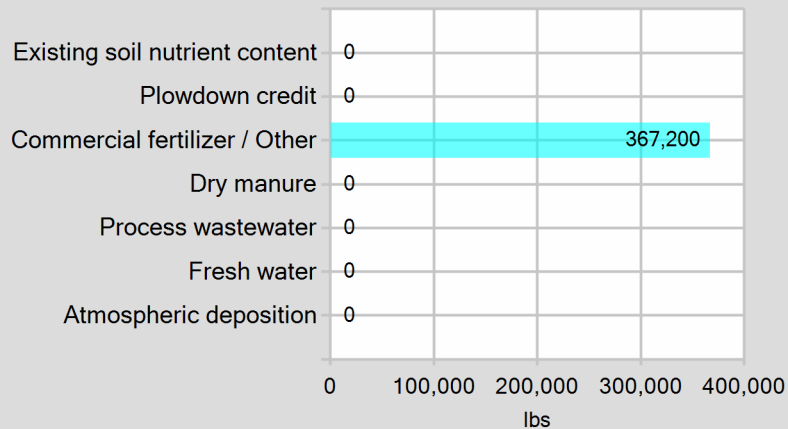 Existing soil nutrient content 0
Plowdown credit 0
Commercial fertilizer / Other 367,200
Dry manure 0
Process wastewater 0
Fresh water 0
Atmospheric deposition 0
0 100,000 200,000 300,000 400,000
lbs